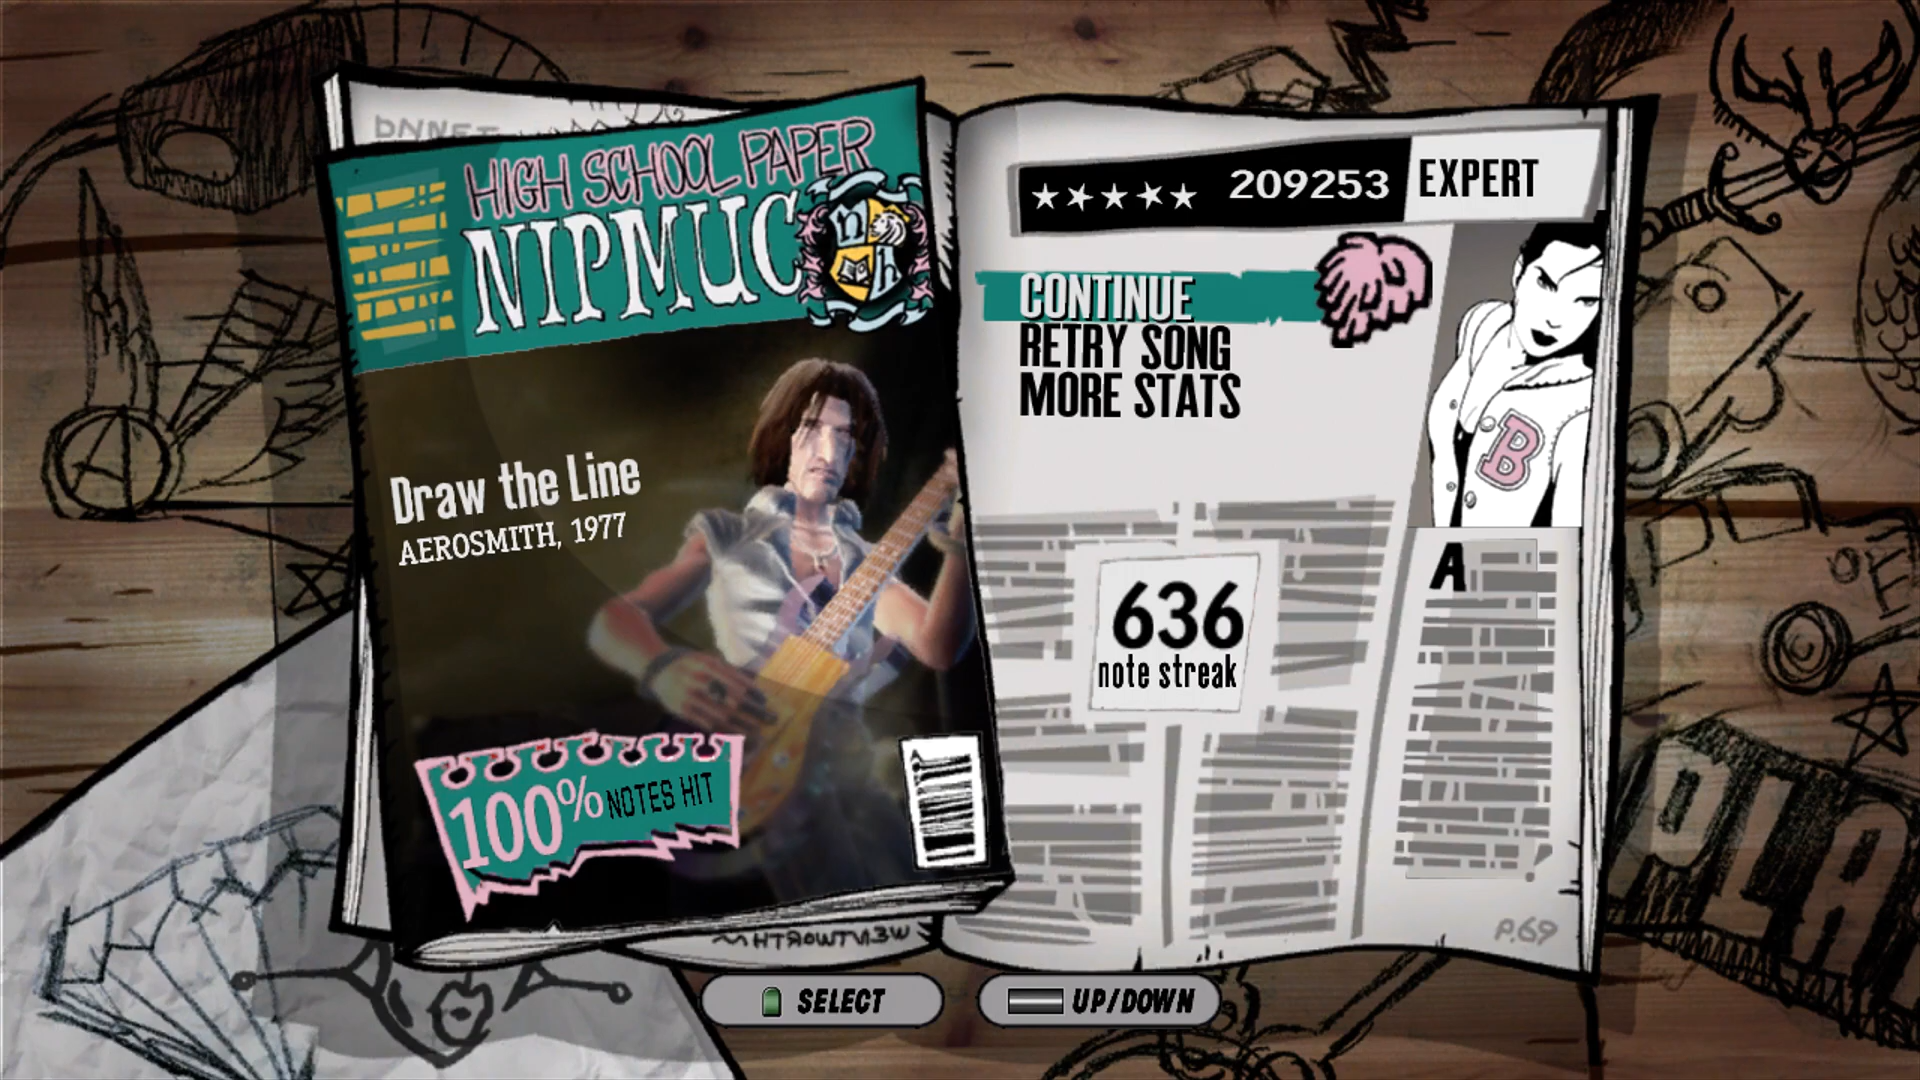 HIGH SCHOOL PAPER
NIPMUC
n
h
Draw the Line
AEROSMITH, 1977
100% NOTES HIT
★★★★★ 209253 EXPERT
CONTINUE
RETRY SONG
MORE STATS
B
636
note streak
A
P.69
SELECT
UP/DOWN